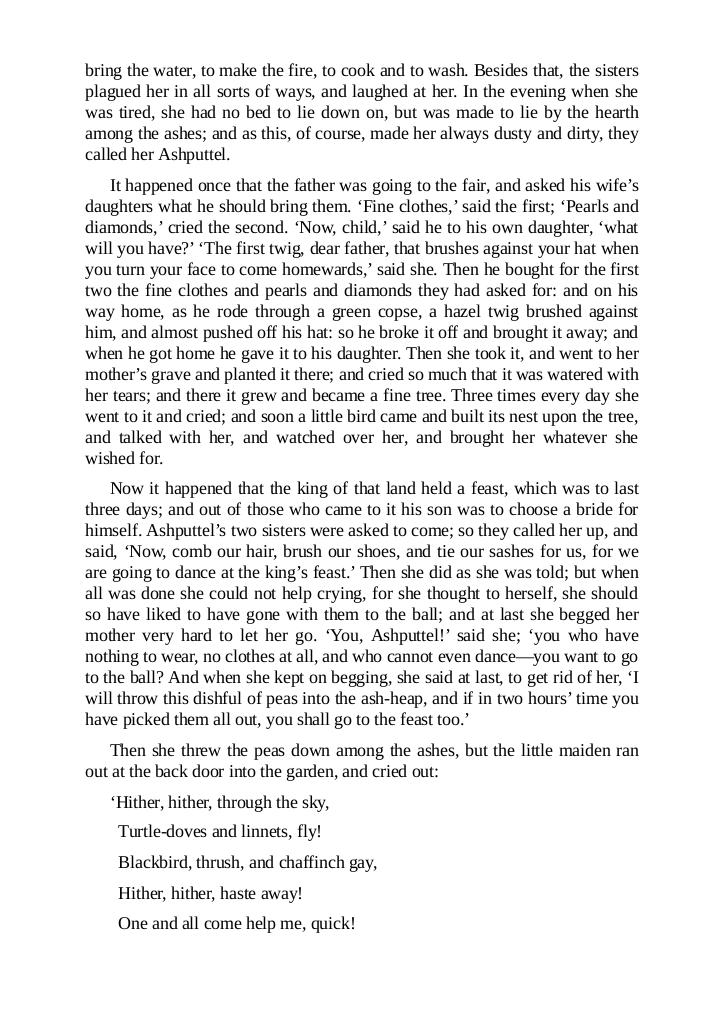 bring the water, to make the fire, to cook and to wash. Besides that, the sisters
plagued her in all sorts of ways, and laughed at her. In the evening when she
was tired, she had no bed to lie down on, but was made to lie by the hearth
among the ashes; and as this, of course, made her always dusty and dirty, they
called her Ashputtel.
It happened once that the father was going to the fair, and asked his wife’s
daughters what he should bring them. ‘Fine clothes,’ said the first; ‘Pearls and
diamonds,’ cried the second. ‘Now, child,’ said he to his own daughter, ‘what
will you have?’ ‘The first twig, dear father, that brushes against your hat when
you turn your face to come homewards,’ said she. Then he bought for the first
two the fine clothes and pearls and diamonds they had asked for: and on his
way home, as he rode through a green copse, a hazel twig brushed against
him, and almost pushed off his hat: so he broke it off and brought it away; and
when he got home he gave it to his daughter. Then she took it, and went to her
mother’s grave and planted it there; and cried so much that it was watered with
her tears; and there it grew and became a fine tree. Three times every day she
went to it and cried; and soon a little bird came and built its nest upon the tree,
and talked with her, and watched over her, and brought her whatever she
wished for.
Now it happened that the king of that land held a feast, which was to last
three days; and out of those who came to it his son was to choose a bride for
himself. Ashputtel’s two sisters were asked to come; so they called her up, and
said, ‘Now, comb our hair, brush our shoes, and tie our sashes for us, for we
are going to dance at the king’s feast.’ Then she did as she was told; but when
all was done she could not help crying, for she thought to herself, she should
so have liked to have gone with them to the ball; and at last she begged her
mother very hard to let her go. ‘You, Ashputtel!’ said she; ‘you who have
nothing to wear, no clothes at all, and who cannot even dance—you want to go
to the ball? And when she kept on begging, she said at last, to get rid of her, ‘I
will throw this dishful of peas into the ash-heap, and if in two hours’ time you
have picked them all out, you shall go to the feast too.’
Then she threw the peas down among the ashes, but the little maiden ran
out at the back door into the garden, and cried out:
‘Hither, hither, through the sky,
Turtle-doves and linnets, fly!
Blackbird, thrush, and chaffinch gay,
Hither, hither, haste away!
One and all come help me, quick!